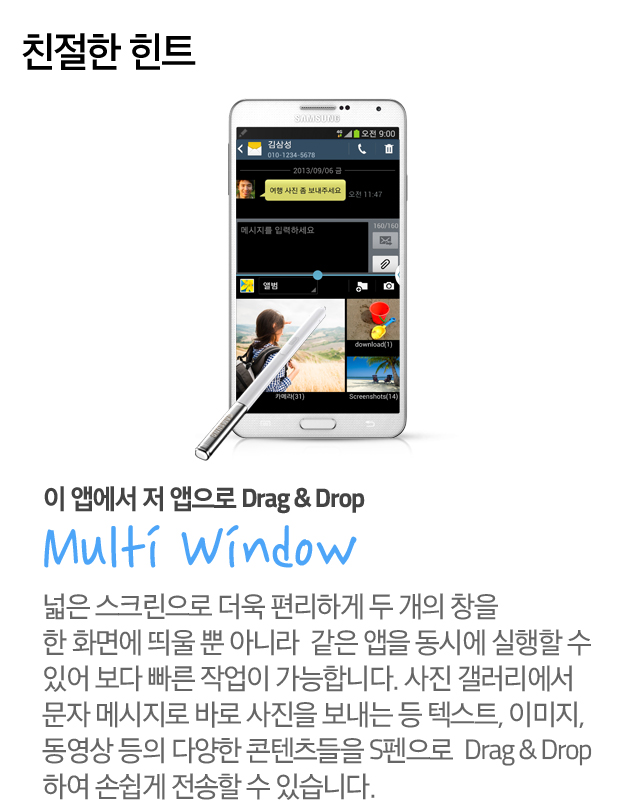 친절한 힌트
SAMSUNG
오전 9:00
김삼성
010-1234-5678
2013/09/06 금
여행 사진 좀 보내주세요
오전 11:47
메시지를 입력하세요
160/160
앨범
download(1)
카메라(31)
Screenshots(14)
이 앱에서 저 앱으로 Drag & Drop
Multi Window
넓은 스크린으로 더욱 편리하게 두 개의 창을
한 화면에 띄울 뿐 아니라 같은 앱을 동시에 실행할 수
있어 보다 빠른 작업이 가능합니다. 사진 갤러리에서
문자 메시지로 바로 사진을 보내는 등 텍스트, 이미지,
동영상 등의 다양한 콘텐츠들을 S펜으로 Drag & Drop
하여 손쉽게 전송할 수 있습니다.